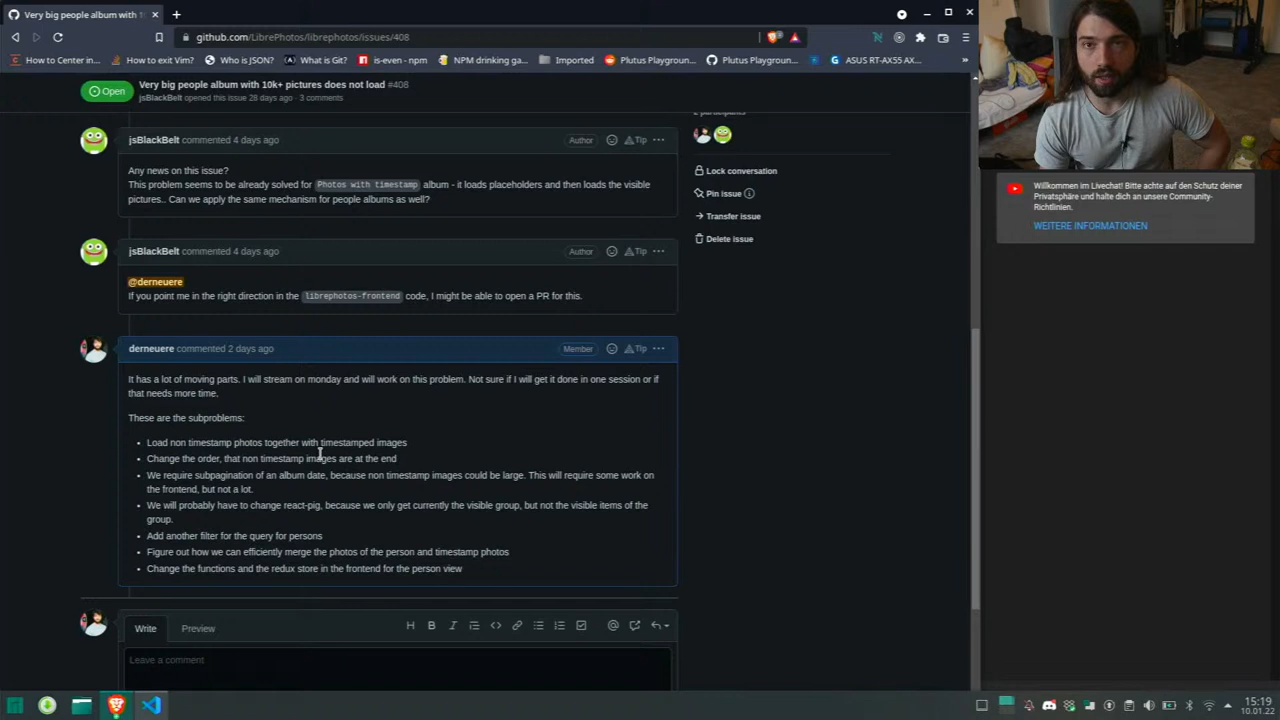 Very big people album with 1
github.com/LibrePhotos/librephotos/issues/408
How to Center in...
How to exit Vim?
Who is JSON?
What is Git?
is-even - npm
NPM drinking ga...
Imported
Plutus Playgroun...
Plutus Playgroun...
ASUS RT-AX55 AX...
»
Open
Very big people album with 10k+ pictures does not load #408
jsBlackBelt opened this issue 28 days ago · 3 comments
2 participants
jsBlackBelt commented 4 days ago
Author
Tip
Any news on this issue?
This problem seems to be already solved for Photos with timestamp album - it loads placeholders and then loads the visible
pictures.. Can we apply the same mechanism for people albums as well?
Lock conversation
Pin issue
Transfer issue
Delete issue
jsBlackBelt commented 4 days ago
Author
Tip
@derneuere
If you point me in the right direction in the librephotos-frontend code, I might be able to open a PR for this.
derneuere commented 2 days ago
Member
Tip
It has a lot of moving parts. I will stream on monday and will work on this problem. Not sure if I will get it done in one session or if
that needs more time.
These are the subproblems:
• Load non timestamp photos together with timestamped images
• Change the order, that non timestamp images are at the end
• We require subpagination of an album date, because non timestamp images could be large. This will require some work on
the frontend, but not a lot.
• We will probably have to change react-pig, because we only get currently the visible group, but not the visible items of the
group.
• Add another filter for the query for persons
• Figure out how we can efficiently merge the photos of the person and timestamp photos
• Change the functions and the redux store in the frontend for the person view
Write
Preview
Leave a comment
Willkommen im Livechat! Bitte achte auf den Schutz deiner
Privatsphäre und halte dich an unsere Community-
Richtlinien.
WEITERE INFORMATIONEN
15:19
10.01.22